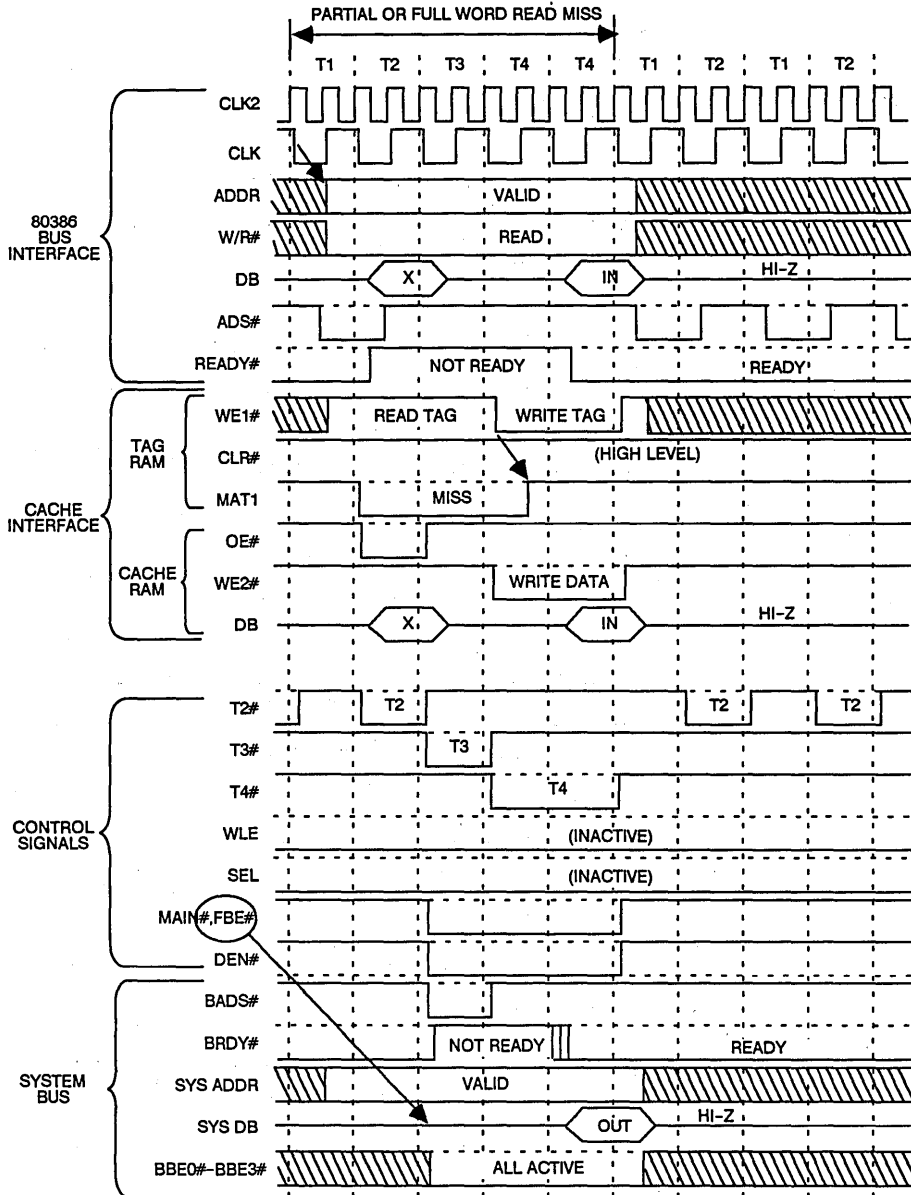 PARTIAL OR FULL WORD READ MISS
T1 T2 T3 T4 T4 T1 T2 T1 T2
80386
BUS
INTERFACE
CLK2
CLK
ADDR VALID
W/R# READ
DB X IN HI-Z
ADS#
READY# NOT READY READY
CACHE
INTERFACE
TAG
RAM
WE1# READ TAG WRITE TAG
CLR# (HIGH LEVEL)
MAT1 MISS
CACHE
RAM
OE#
WE2# WRITE DATA
DB X IN HI-Z
CONTROL
SIGNALS
T2# T2 T2 T2
T3# T3
T4# T4
WLE (INACTIVE)
SEL (INACTIVE)
MAIN#,FBE#
DEN#
SYSTEM
BUS
BADS#
BRDY# NOT READY READY
SYS ADDR VALID
SYS DB OUT HI-Z
BBE0#-BBE3# ALL ACTIVE